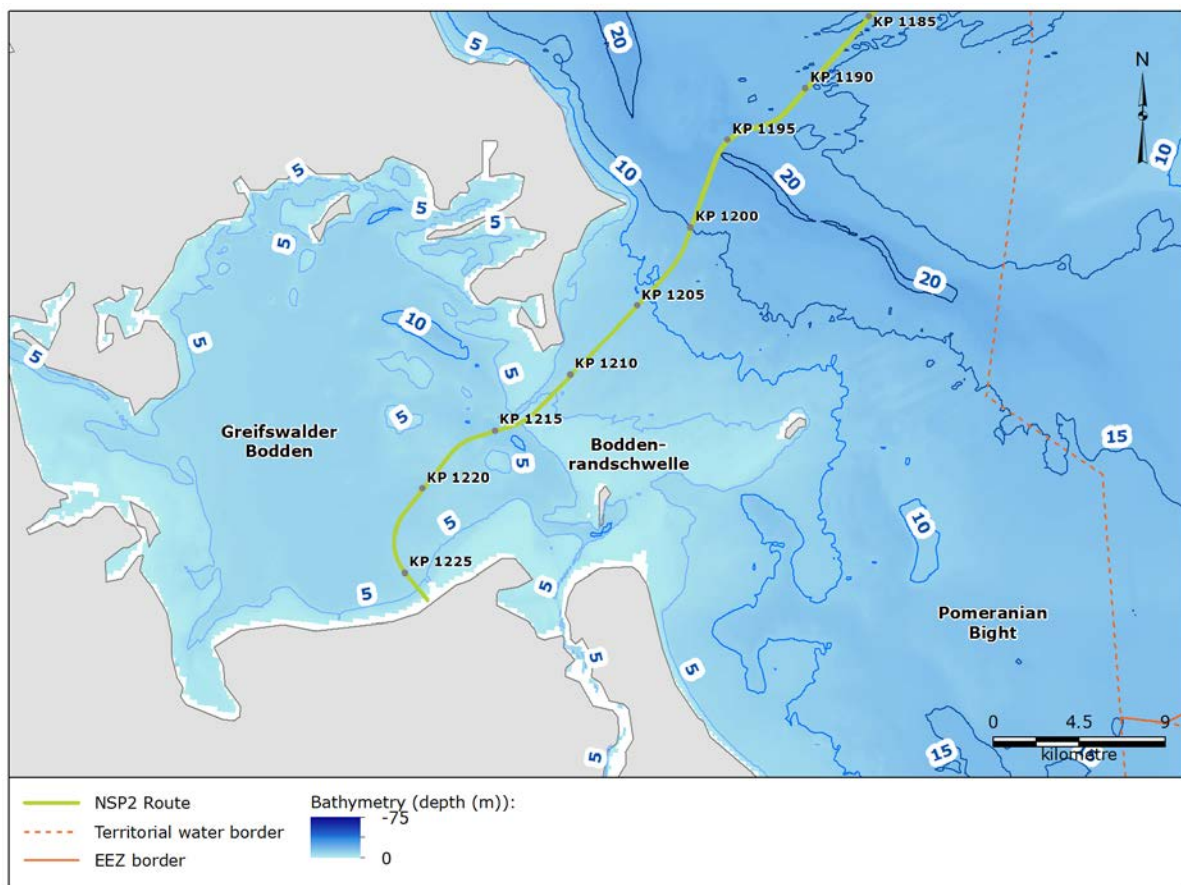 KP 1185
5
20
N
KP 1190
KP 1195
10
5
10
20
5
5
KP 1200
5
20
KP 1205
10
5
5
KP 1210
5
5
KP 1215
15
Greifswalder
Bodden
Bodden-
randschwelle
5
KP 1220
10
5
KP 1225
5
5
Pomeranian
Bight
5
5
0 4.5 9
15
kilometre
5
NSP2 Route
Territorial water border
EEZ border
Bathymetry (depth (m)):
-75
0